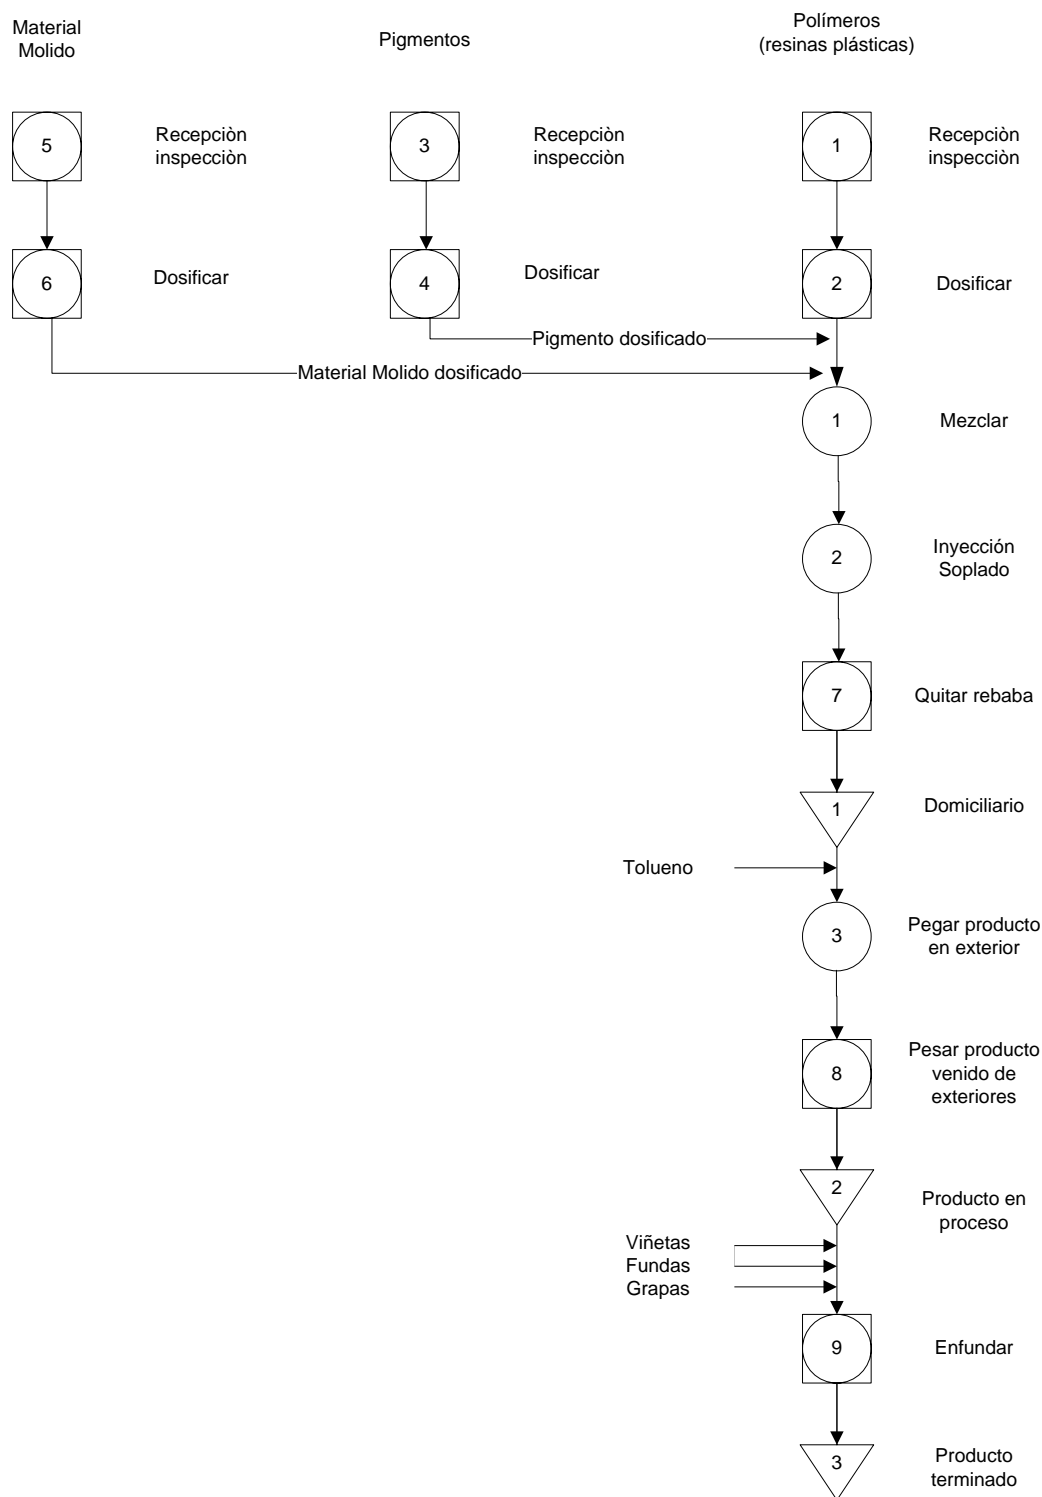 Material
Molido
Pigmentos
Polímeros
(resinas plásticas)
5
Recepciòn
inspecciòn
3
Recepciòn
inspecciòn
1
Recepciòn
inspecciòn
6
Dosificar
4
Dosificar
2
Dosificar
Pigmento dosificado
Material Molido dosificado
1
Mezclar
2
Inyección
Soplado
7
Quitar rebaba
1
Domiciliario
Tolueno
3
Pegar producto
en exterior
8
Pesar producto
venido de
exteriores
2
Producto en
proceso
Viñetas
Fundas
Grapas
9
Enfundar
3
Producto
terminado